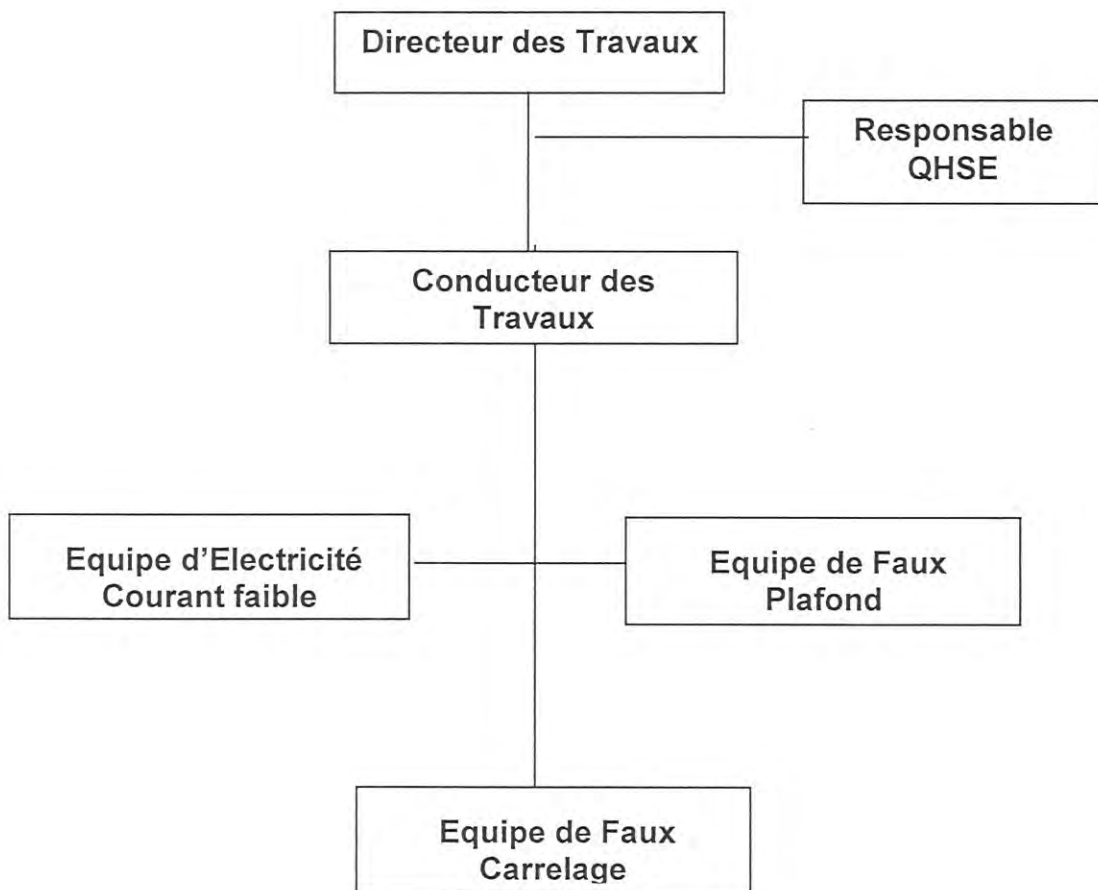 Directeur des Travaux
Responsable
QHSE
Conducteur des
Travaux
Equipe d'Electricité
Courant faible
Equipe de Faux
Plafond
Equipe de Faux
Carrelage